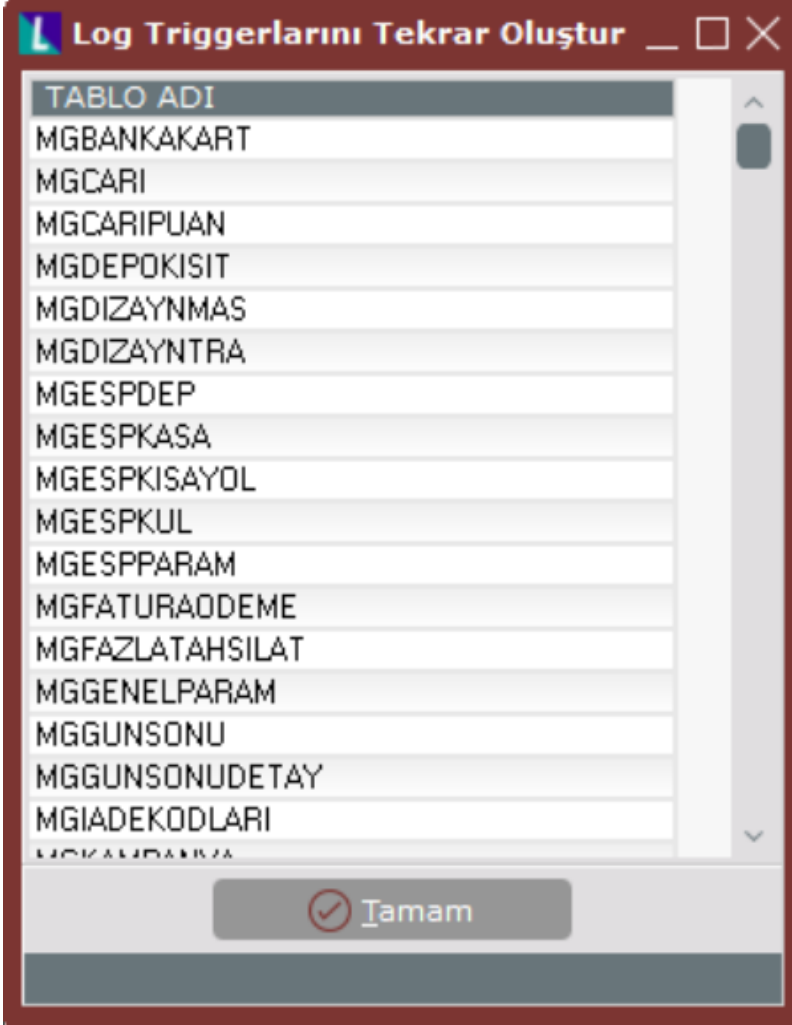 Log Triggerlarını Tekrar Oluştur
TABLO ADI
MGBANKAKART
MGCARI
MGCARIPUAN
MGDEPOKISIT
MGDIZAYNMAS
MGDIZAYNTRA
MGESPDEP
MGESPKASA
MGESPKISAYOL
MGESPKUL
MGESPPARAM
MGFATURAODEME
MGFAZLATAHSILAT
MGGENELPARAM
MGGUNSONU
MGGUNSONUDETAY
MGIADEKODLARI
Tamam